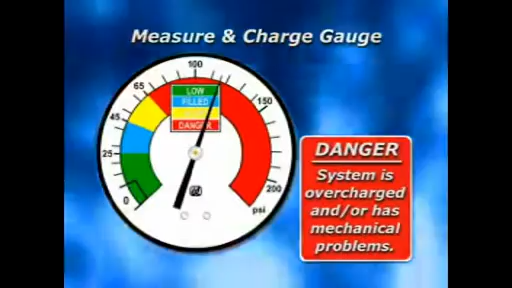 Measure & Charge Gauge
100
65
150
45
25
200
0
psi
LOW
FILLED
DANGER
DANGER
System is
overcharged
and/or has
mechanical
problems.